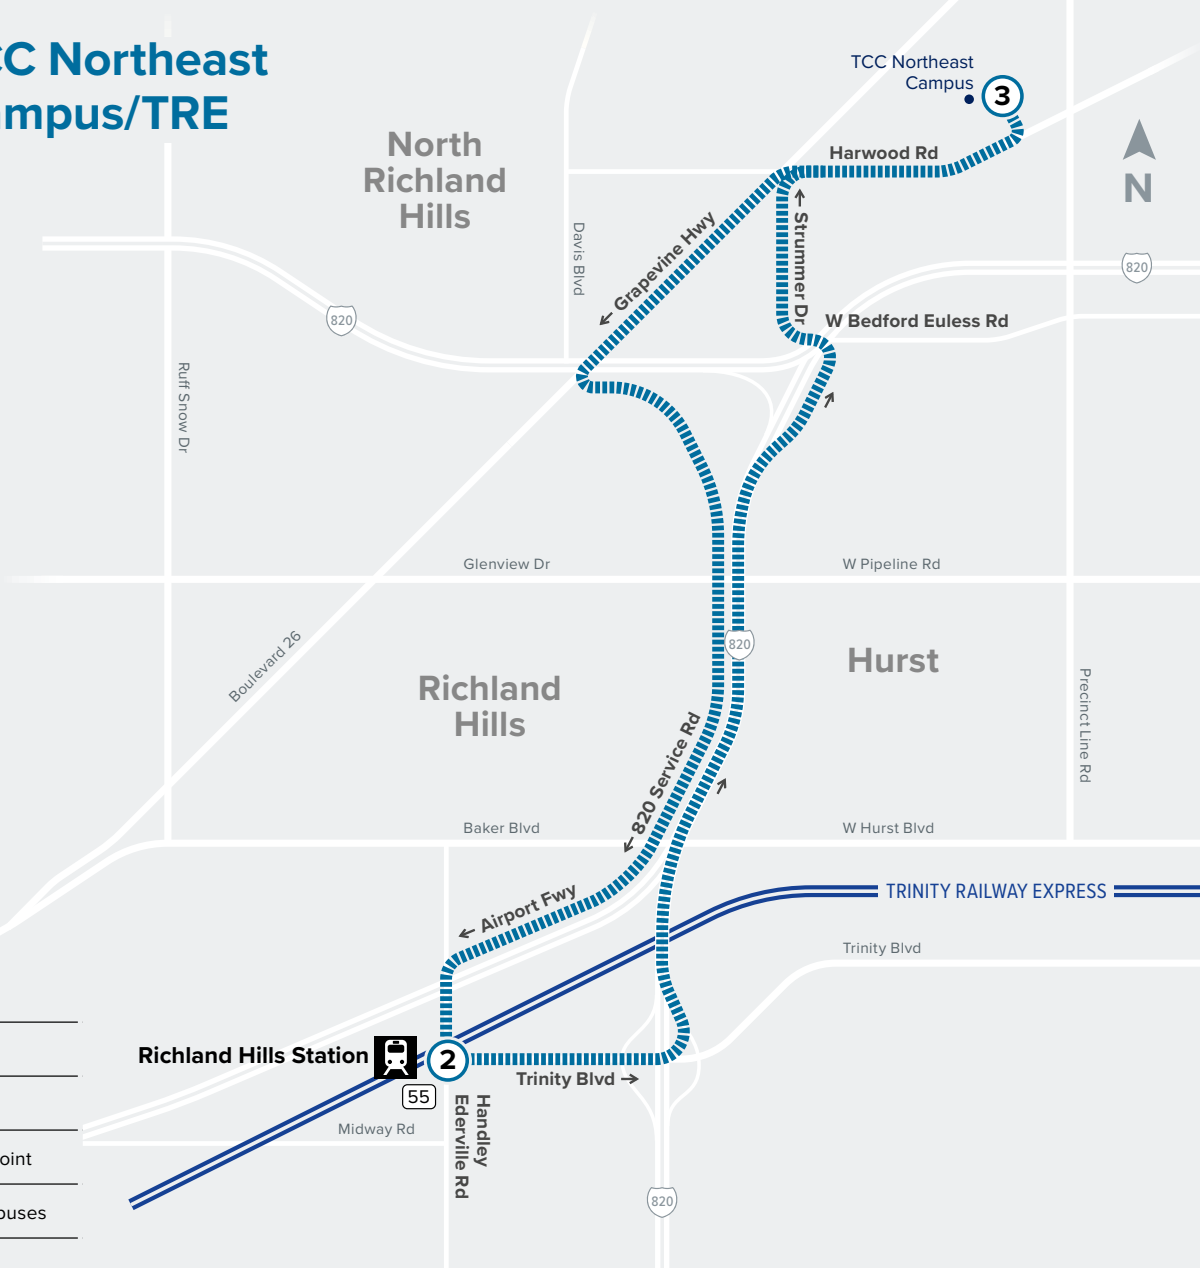 CC Northeast
ampus/TRE
TCC Northeast
Campus
3
Harwood Rd
N
North
Richland
Hills
Davis Blvd
Grapevine Hwy
Strummer Dr
820
820
W Bedford Euless Rd
Ruff Snow Dr
Glenview Dr
W Pipeline Rd
Boulevard 26
820
Hurst
Richland
Hills
Precinct Line Rd
820 Service Rd
Baker Blvd
W Hurst Blvd
Airport Fwy
TRINITY RAILWAY EXPRESS
Trinity Blvd
Richland Hills Station
2
Trinity Blvd
55
Handley
Ederville Rd
Midway Rd
oint
820
buses